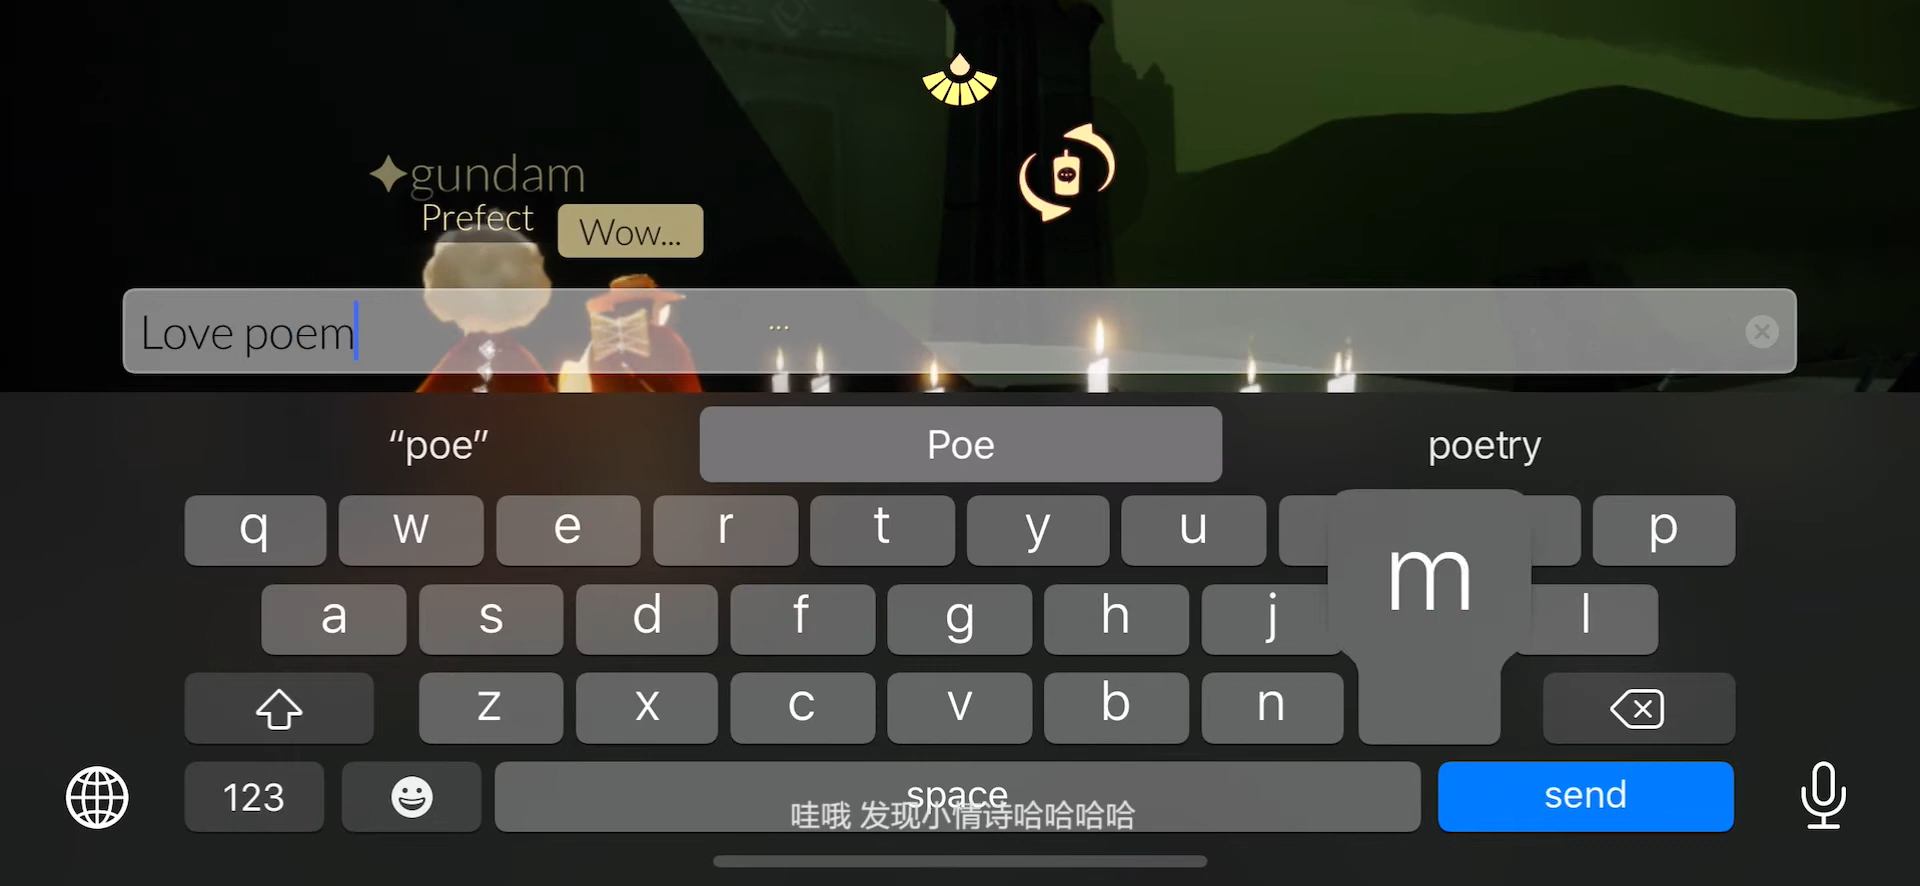 gundam
Prefect
Wow...
Love poem
...
“poe”
Poe
poetry
q w e r t y u p
a s d f g h j l
m
z x c v b n
123
space
send
哇哦 发现小情诗哈哈哈哈